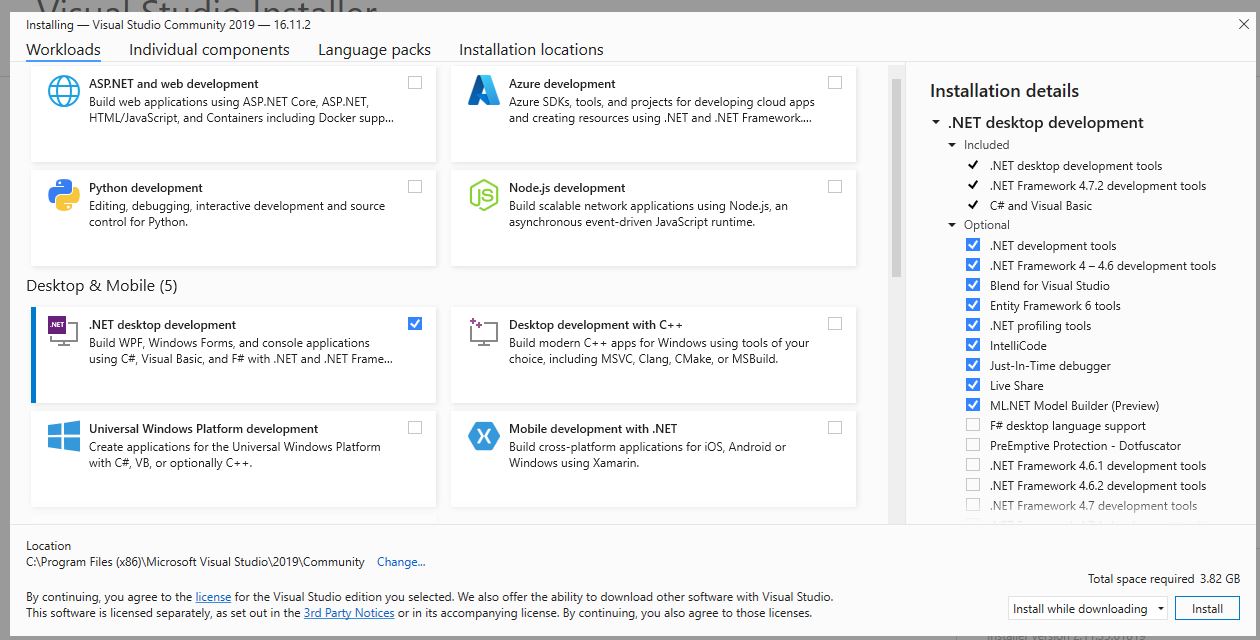 Visual Studio Installer
Installing — Visual Studio Community 2019 — 16.11.2
Workloads Individual components Language packs Installation locations
ASP.NET and web development
Build web applications using ASP.NET Core, ASP.NET,
HTML/JavaScript, and Containers including Docker supp...
Azure development
Azure SDKs, tools, and projects for developing cloud apps
and creating resources using .NET and .NET Framework....
Python development
Editing, debugging, interactive development and source
control for Python.
Node.js development
Build scalable network applications using Node.js, an
asynchronous event-driven JavaScript runtime.
Desktop & Mobile (5)
.NET
.NET desktop development
Build WPF, Windows Forms, and console applications
using C#, Visual Basic, and F# with .NET and .NET Frame...
Desktop development with C++
Build modern C++ apps for Windows using tools of your
choice, including MSVC, Clang, CMake, or MSBuild.
Universal Windows Platform development
Create applications for the Universal Windows Platform
with C#, VB, or optionally C++.
Mobile development with .NET
Build cross-platform applications for iOS, Android or
Windows using Xamarin.
Installation details
.NET desktop development
Included
.NET desktop development tools
.NET Framework 4.7.2 development tools
C# and Visual Basic
Optional
.NET development tools
.NET Framework 4 – 4.6 development tools
Blend for Visual Studio
Entity Framework 6 tools
.NET profiling tools
IntelliCode
Just-In-Time debugger
Live Share
ML.NET Model Builder (Preview)
F# desktop language support
PreEmptive Protection - Dotfuscator
.NET Framework 4.6.1 development tools
.NET Framework 4.6.2 development tools
.NET Framework 4.7 development tools
Location
C:\Program Files (x86)\Microsoft Visual Studio\2019\Community Change...
By continuing, you agree to the license for the Visual Studio edition you selected. We also offer the ability to download other software with Visual Studio.
This software is licensed separately, as set out in the 3rd Party Notices or in its accompanying license. By continuing, you also agree to those licenses.
Total space required 3.82 GB
Install while downloading
Install